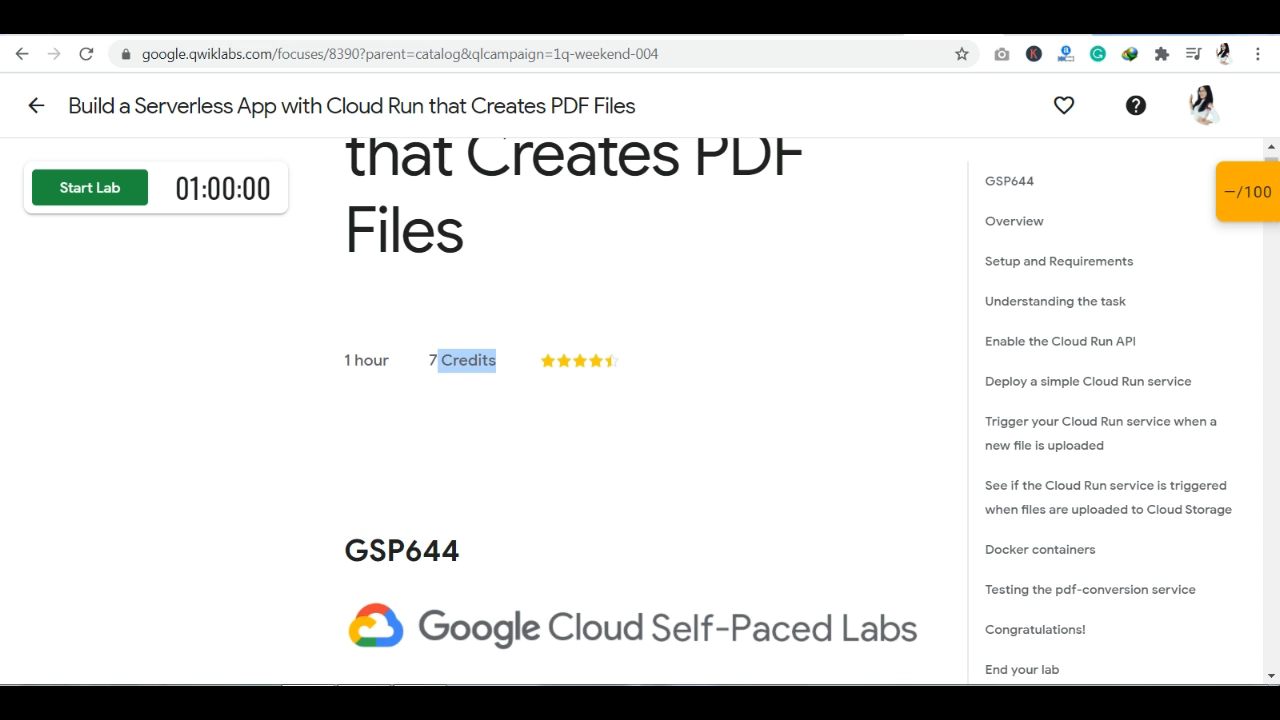 google.qwiklabs.com/focuses/8390?parent=catalog&qlcampaign=1q-weekend-004
Build a Serverless App with Cloud Run that Creates PDF Files
Start Lab
01:00:00
that Creates PDF
Files
1 hour
7 Credits
GSP644
Google Cloud Self-Paced Labs
GSP644
Overview
Setup and Requirements
Understanding the task
Enable the Cloud Run API
Deploy a simple Cloud Run service
Trigger your Cloud Run service when a
new file is uploaded
See if the Cloud Run service is triggered
when files are uploaded to Cloud Storage
Docker containers
Testing the pdf-conversion service
Congratulations!
End your lab
–/100